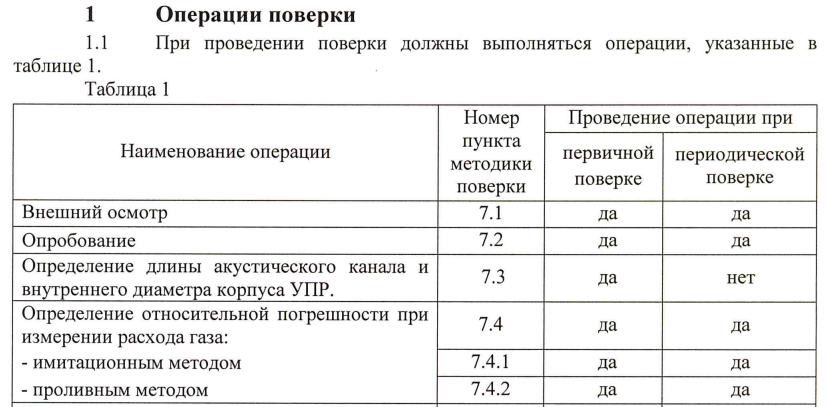 1 Операции поверки
1.1 При проведении поверки должны выполняться операции, указанные в
таблице 1.
Таблица 1
Наименование операции
Номер
пункта
методики
поверки
Проведение операции при
первичной
поверке
периодической
поверке
Внешний осмотр 7.1 да да
Опробование 7.2 да да
Определение длины акустического канала и
внутреннего диаметра корпуса УПР. 7.3 да нет
Определение относительной погрешности при
измерении расхода газа: 7.4 да да
- имитационным методом 7.4.1 да да
- проливным методом 7.4.2 да да